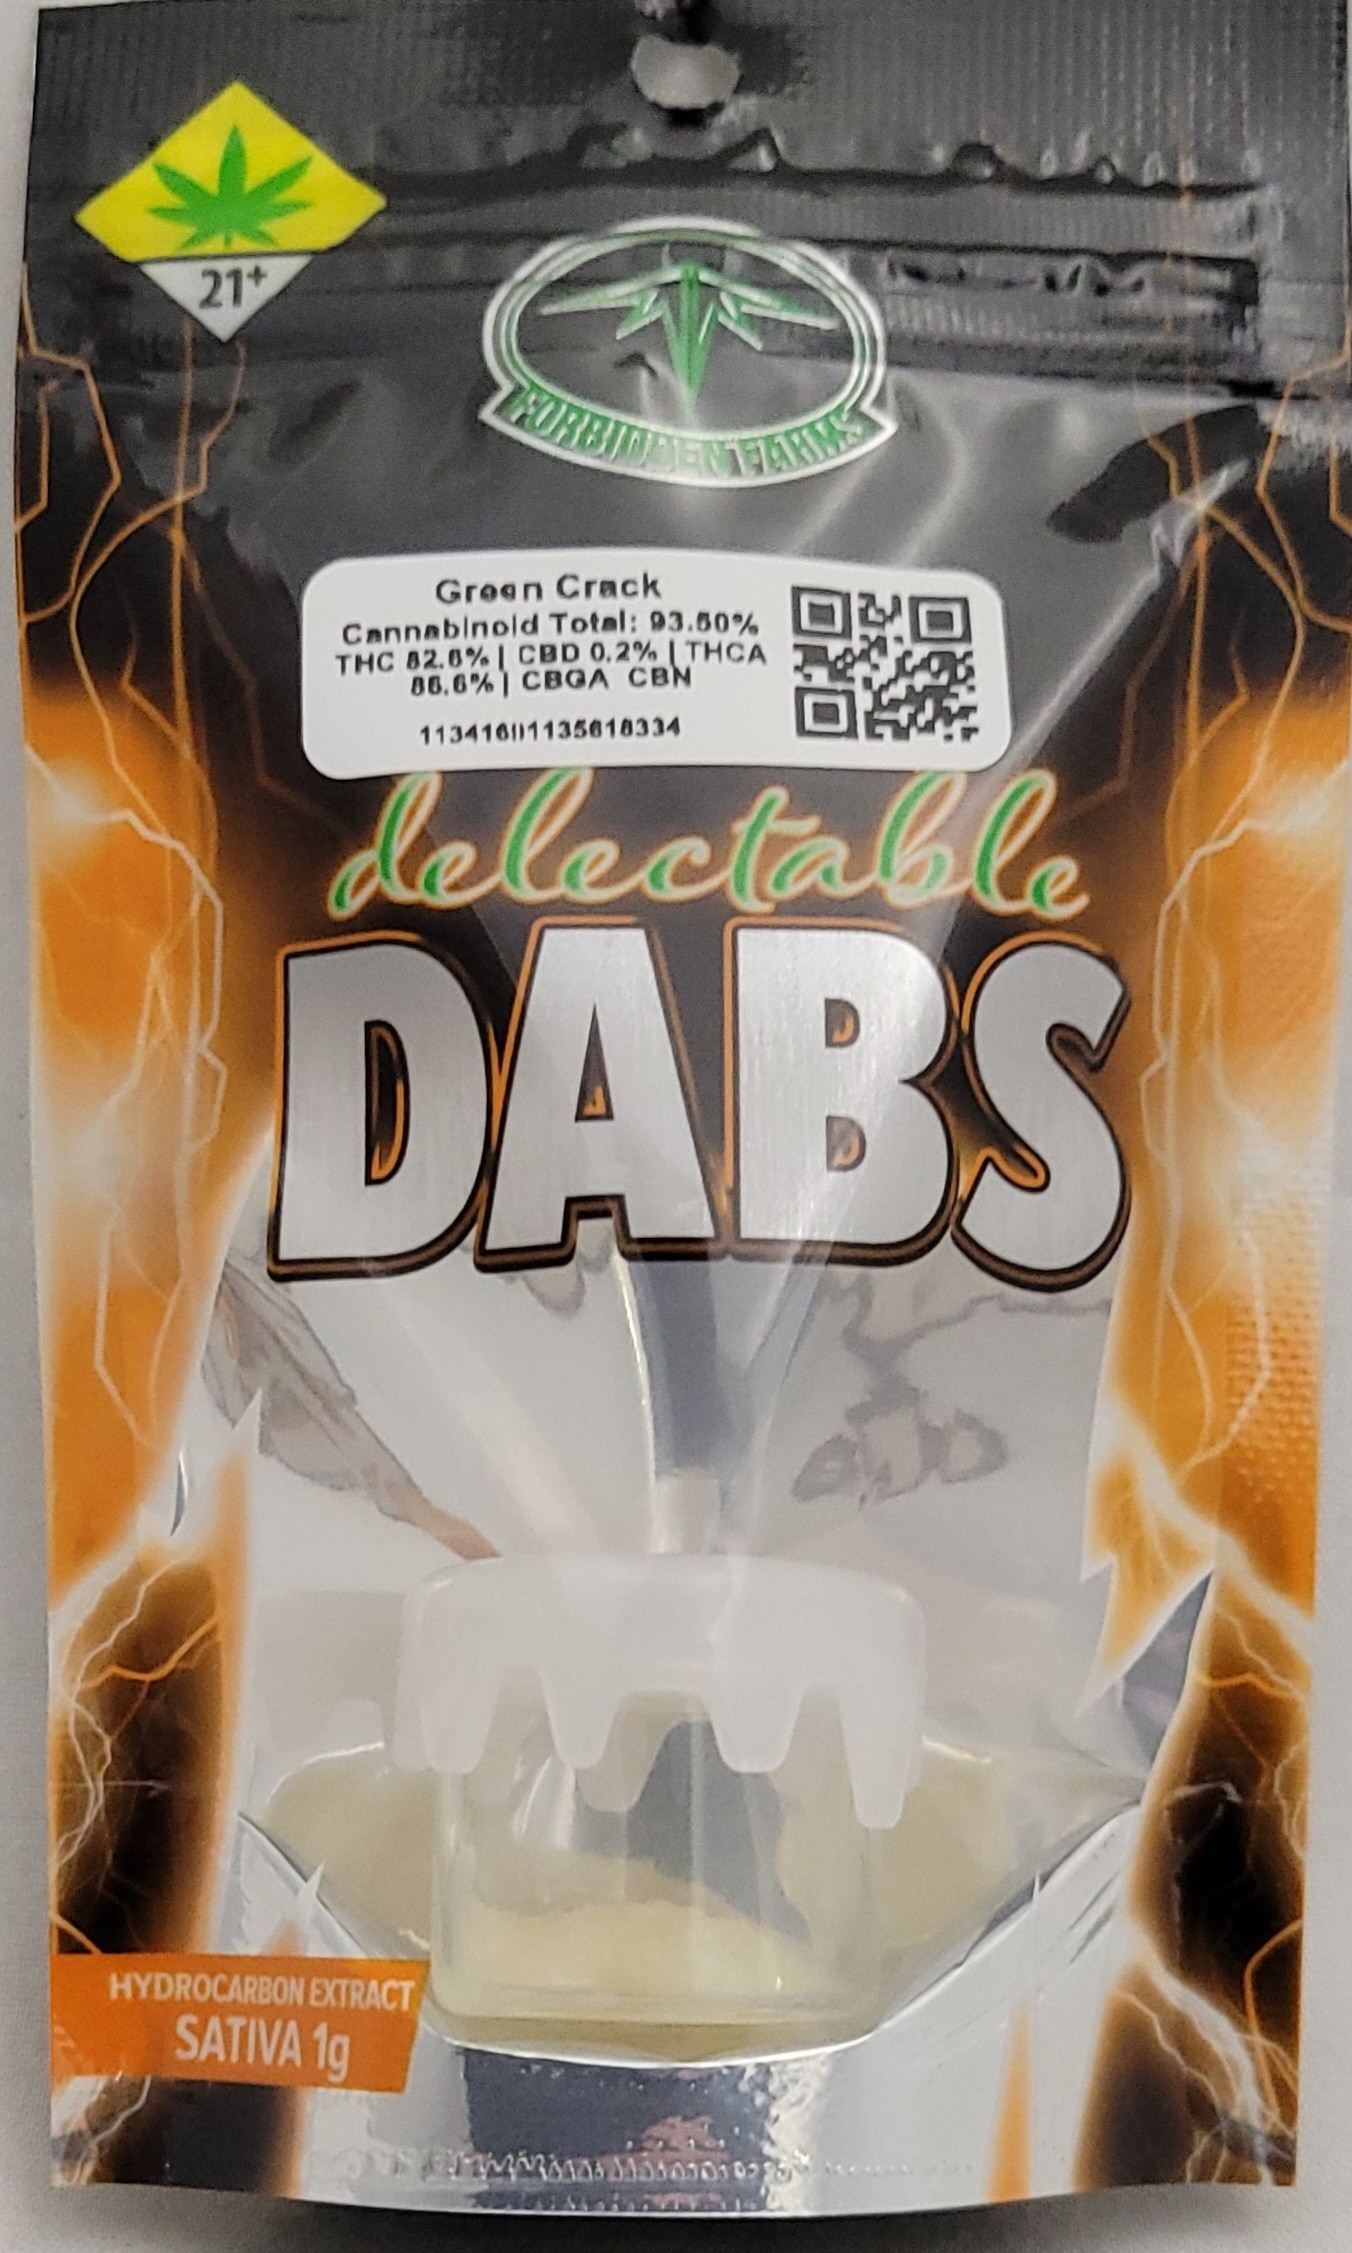 21+
FORBIDDEN FARMS
Green Crack
Cannabinoid Total: 93.50%
THC 82.6% | CBD 0.2% | THCA
86.6% | CBGA CBN
delectable
DABS
HYDROCARBON EXTRACT
SATIVA 1g